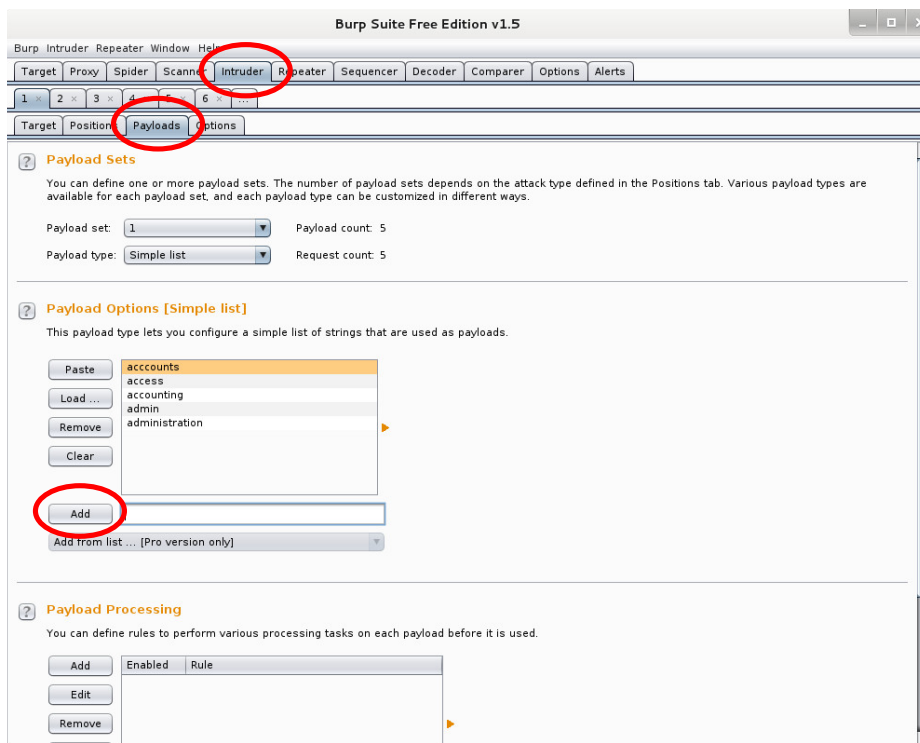 Burp Suite Free Edition v1.5
Burp Intruder Repeater Window Help
Target Proxy Spider Scanner Intruder Repeater Sequencer Decoder Comparer Options Alerts
1 × 2 × 3 × 4 × 5 × 6 × ...
Target Positions Payloads Options
? Payload Sets
You can define one or more payload sets. The number of payload sets depends on the attack type defined in the Positions tab. Various payload types are
available for each payload set, and each payload type can be customized in different ways.
Payload set: 1 Payload count: 5
Payload type: Simple list Request count: 5
? Payload Options [Simple list]
This payload type lets you configure a simple list of strings that are used as payloads.
Paste acccounts
access
Load ... accounting
admin
Remove administration
Clear
Add
Add from list ... [Pro version only]
? Payload Processing
You can define rules to perform various processing tasks on each payload before it is used.
Add Enabled Rule
Edit
Remove